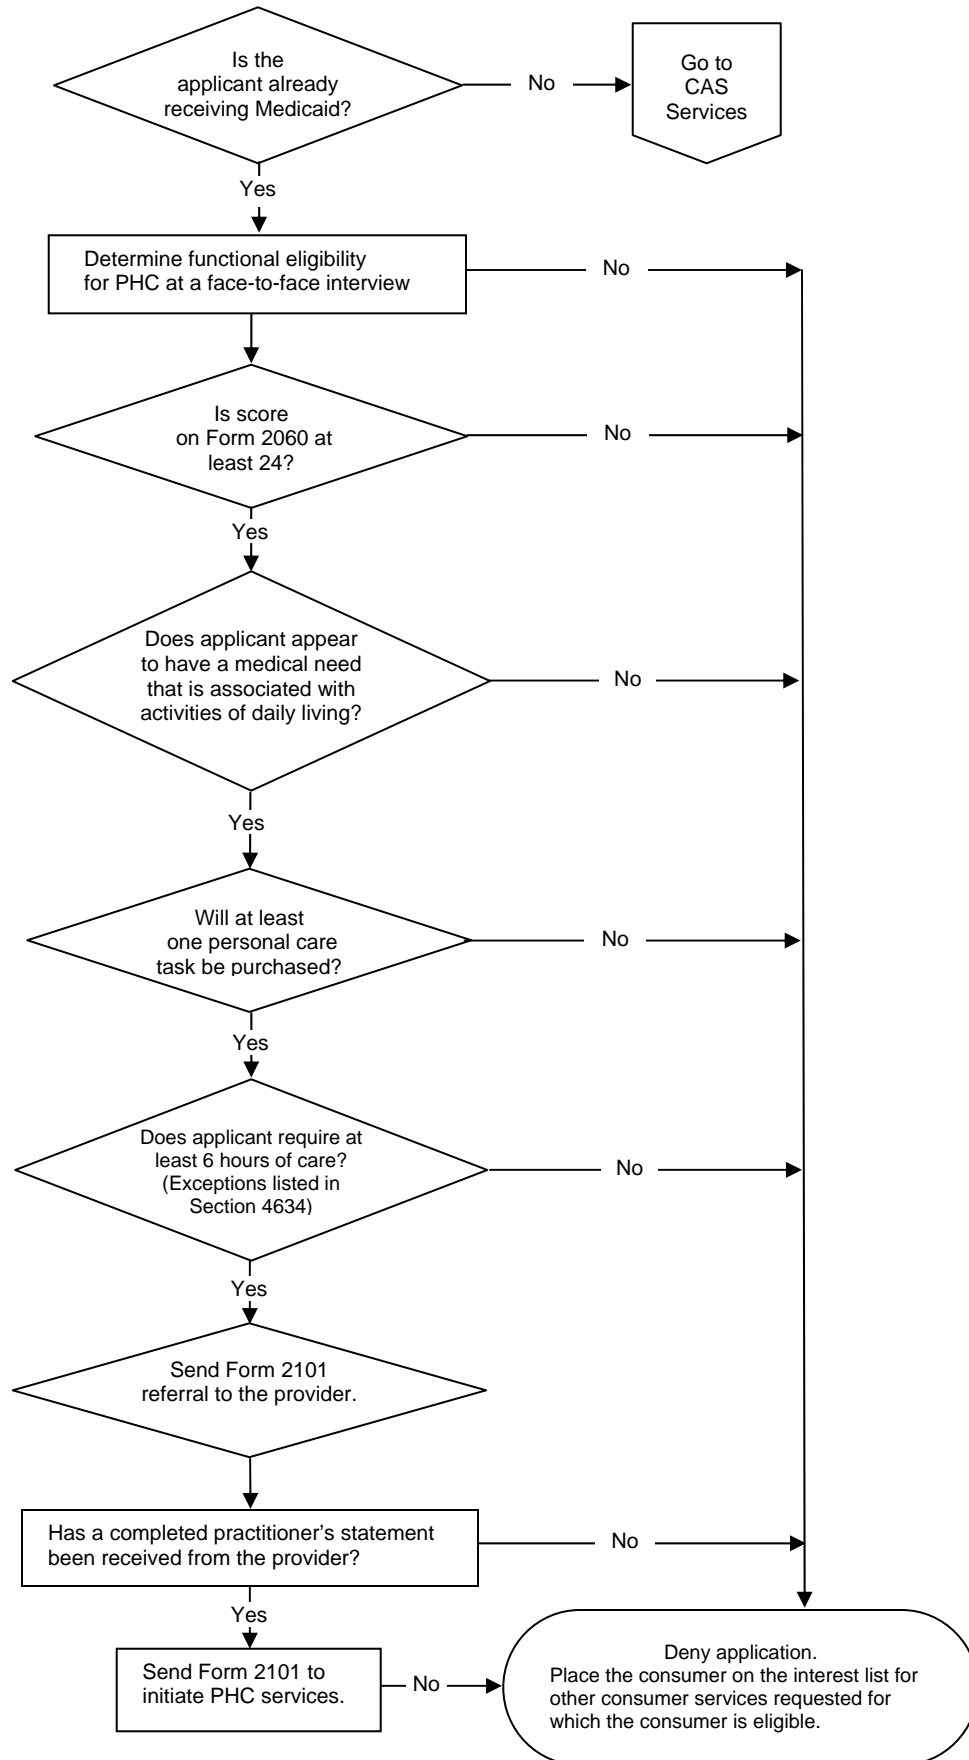 Is the
applicant already
receiving Medicaid?
No
Go to
CAS
Services
Yes
Determine functional eligibility
for PHC at a face-to-face interview
No
Is score
on Form 2060 at
least 24?
No
Yes
Does applicant appear
to have a medical need
that is associated with
activities of daily living?
No
Yes
Will at least
one personal care
task be purchased?
No
Yes
Does applicant require at
least 6 hours of care?
(Exceptions listed in
Section 4634)
No
Yes
Send Form 2101
referral to the provider.
Has a completed practitioner’s statement
been received from the provider?
No
Yes
Send Form 2101 to
initiate PHC services.
No
Deny application.
Place the consumer on the interest list for
other consumer services requested for
which the consumer is eligible.